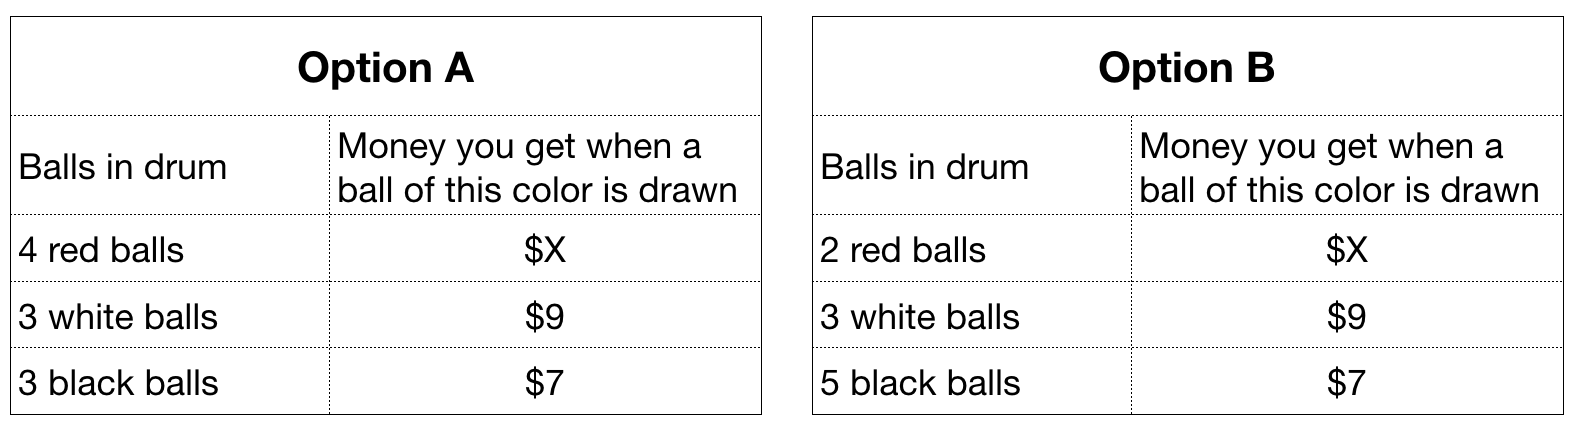 Option A
Balls in drum
Money you get when a
ball of this color is drawn
4 red balls $X
3 white balls $9
3 black balls $7
Option B
Balls in drum
Money you get when a
ball of this color is drawn
2 red balls $X
3 white balls $9
5 black balls $7